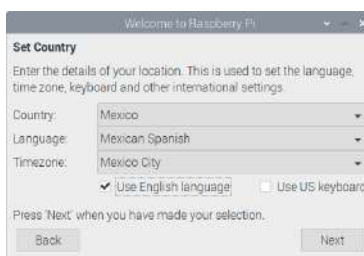 Welcome to Raspberry Pi
Set Country
Enter the details of your location. This is used to set the language,
time zone, keyboard and other international settings.
Country: Mexico
Language: Mexican Spanish
Timezone: Mexico City
Use English language Use US keyboard
Press 'Next' when you have made your selection.
Back Next